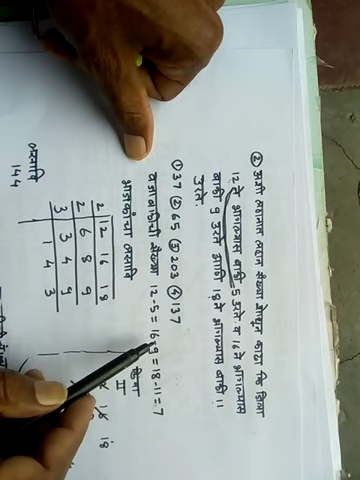 ② अशी लहानात लहान संख्या शोधून काढा कि जिला
12 ने भागल्यास बाकी 5 उरते व 16 ने भागल्यास
बाकी 9 उरते आणि 18 ने भागल्यास बाकी 11
उरते.
① 37 ② 65 ③ 203 ④ 137
12-5 = 16-9 = 18-11 = 7
लसावि
2 | 12 16 18
2 | 6 8 9
3 | 3 4 9
1 4 3
लसावि
144
II
18